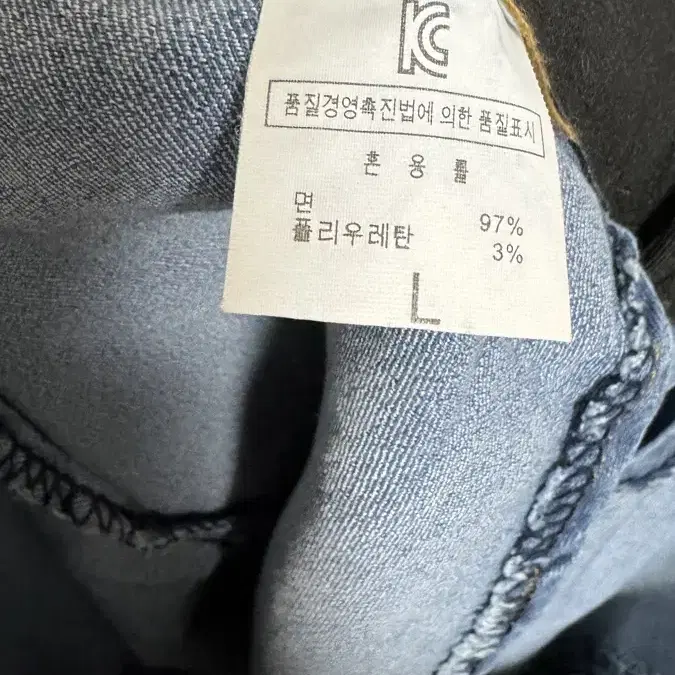 KC
품질경영촉진법에 의한 품질표시
혼 용 률
면 97%
폴리우레탄 3%
L